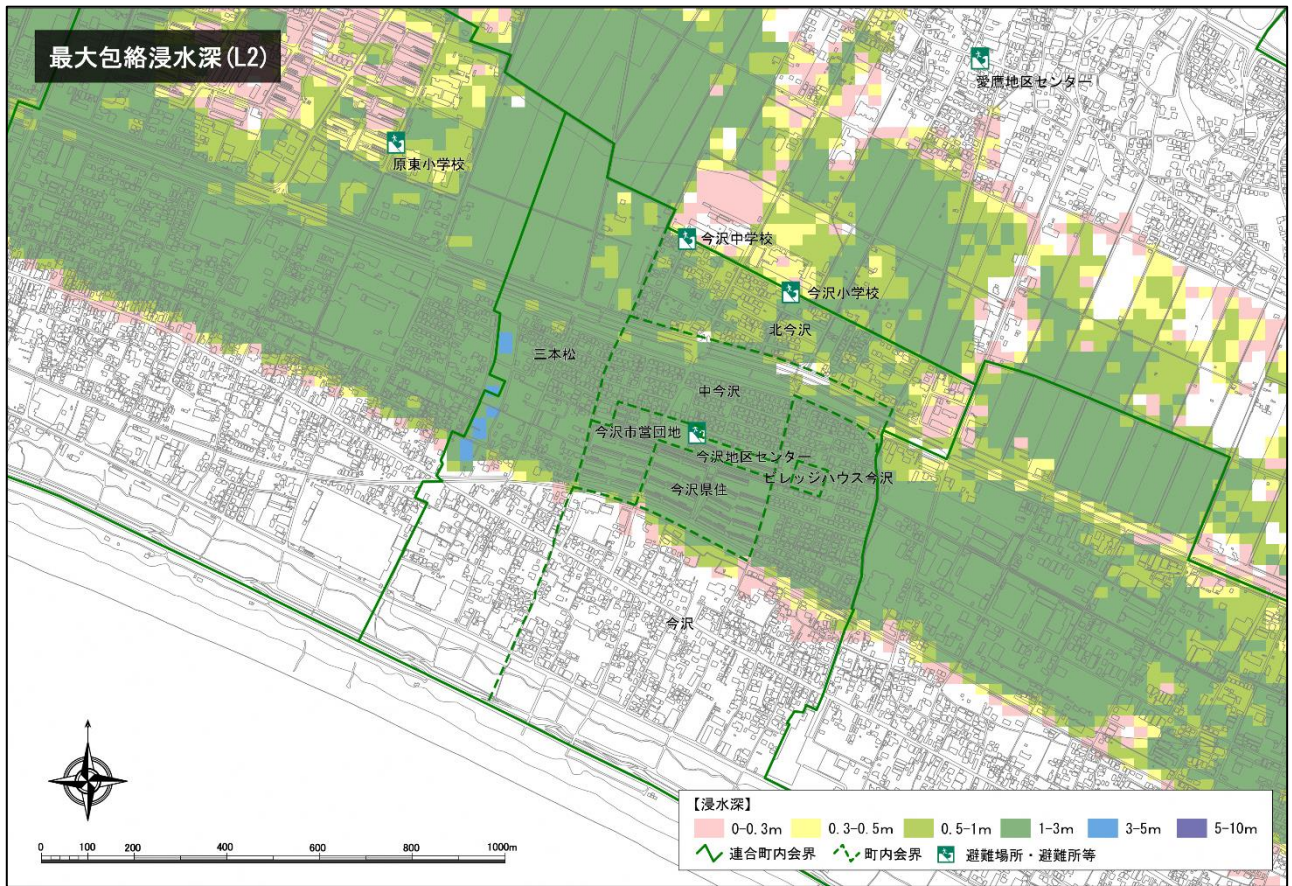 最大包絡浸水深(L2)
愛鷹地区センター
原東小学校
今沢中学校
今沢小学校
北今沢
三本松
中今沢
今沢市営団地
今沢地区センター
ビレッジハウス今沢
今沢県住
今沢
【浸水深】
0-0.3m 0.3-0.5m 0.5-1m 1-3m 3-5m 5-10m
連合町内会界 町内会界 避難場所・避難所等
0 100 200 400 600 800 1000m